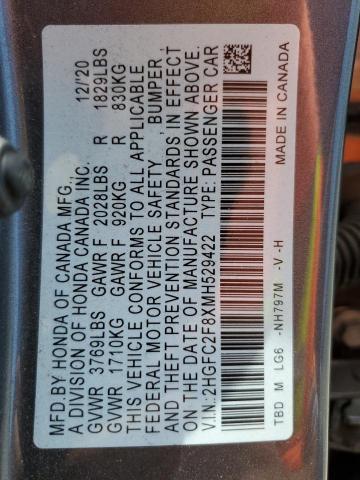 MFD.BY HONDA OF CANADA MFG., 12/20
A DIVISION OF HONDA CANADA INC.
GVWR 3769LBS GAWR F 2028LBS R 1829LBS
GVWR 1710KG GAWR F 920KG R 830KG
THIS VEHICLE CONFORMS TO ALL APPLICABLE
FEDERAL MOTOR VEHICLE SAFETY , BUMPER ,
AND THEFT PREVENTION STANDARDS IN EFFECT
ON THE DATE OF MANUFACTURE SHOWN ABOVE.
V.I.N.:2HGFC2F8XMH529422 TYPE: PASSENGER CAR
TBD M LG6 -NH797M -V -H MADE IN CANADA